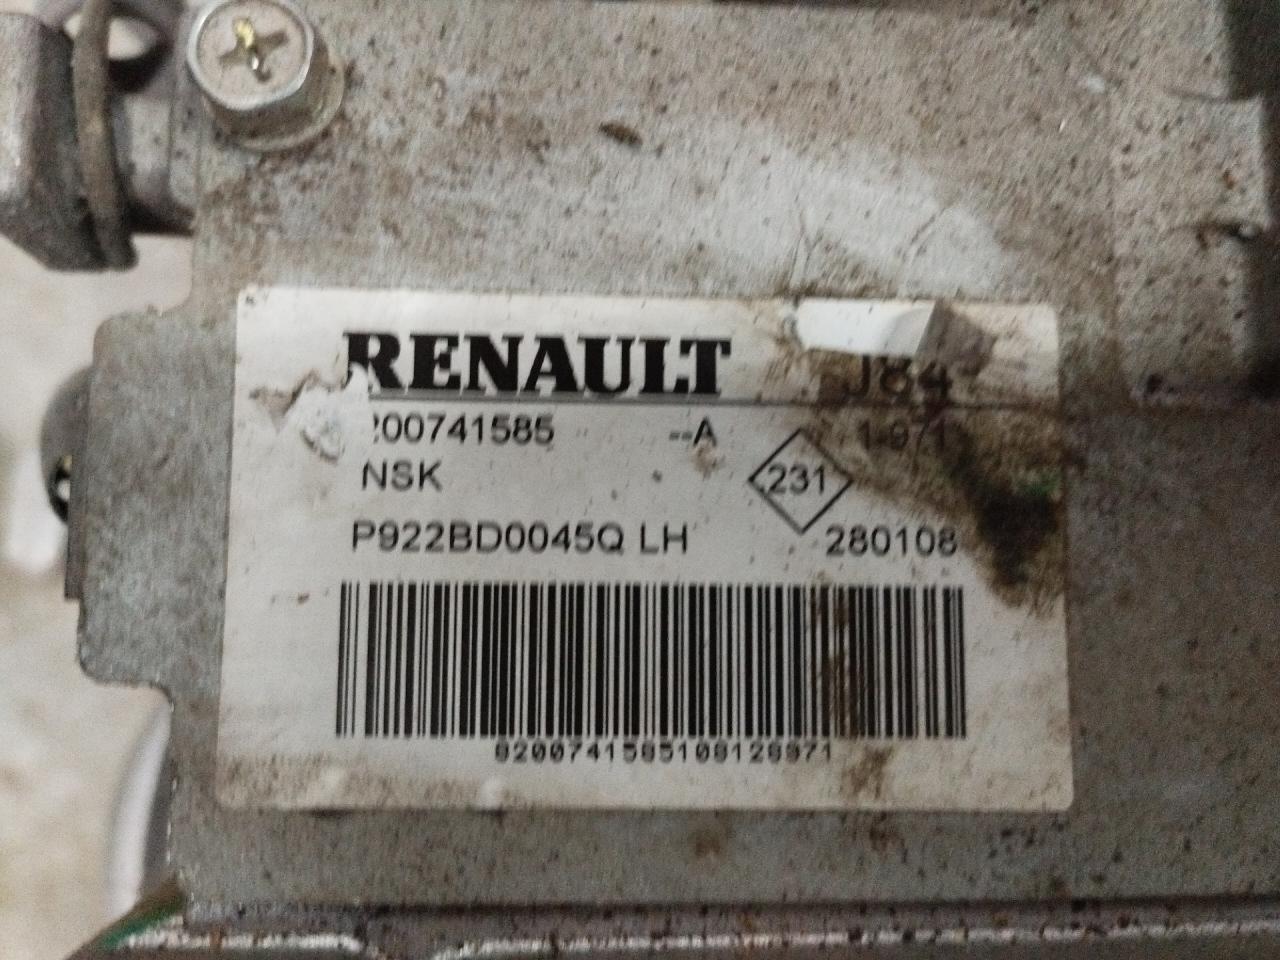 RENAULT J84
200741585 --A 1-971
NSK 231
P922BD0045Q LH 280108
8200741585108128971